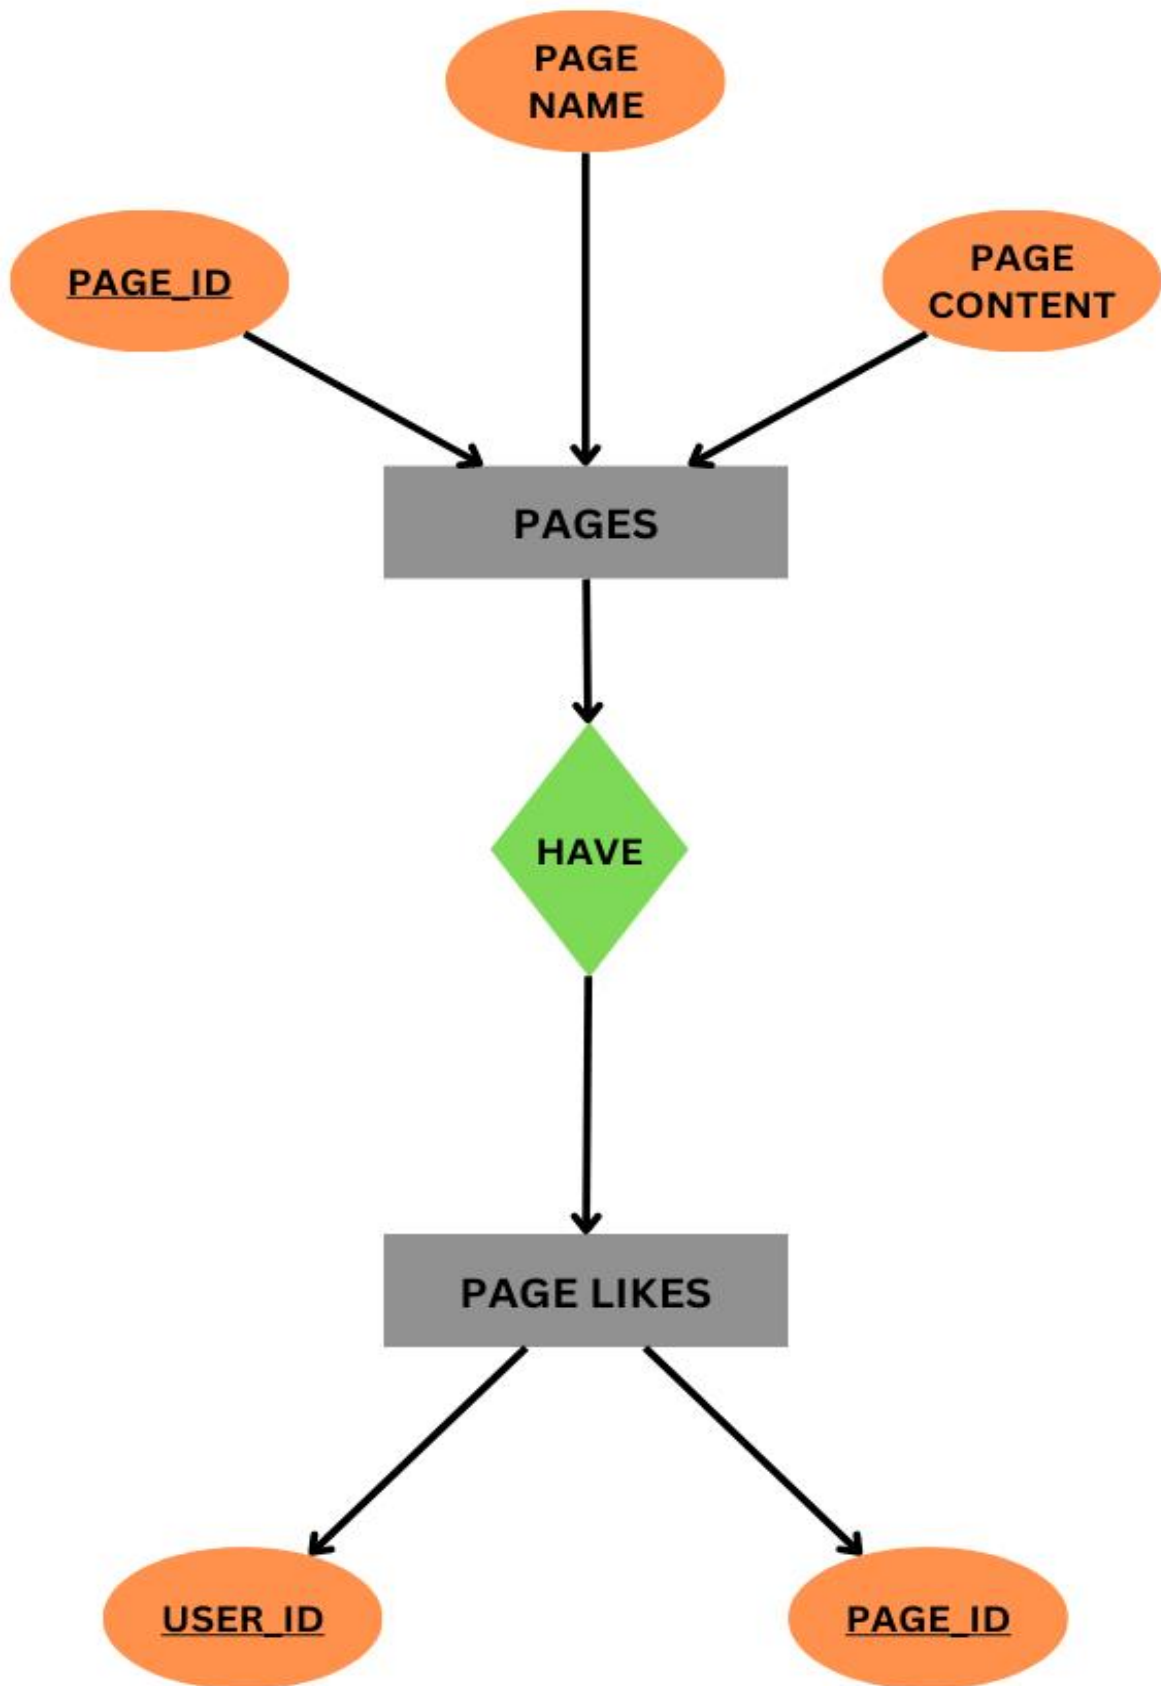 PAGE
NAME
PAGE_ID
PAGE
CONTENT
PAGES
HAVE
PAGE LIKES
USER_ID
PAGE_ID